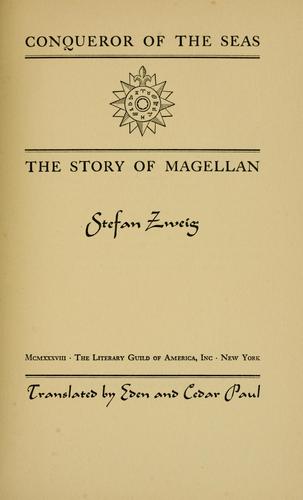 CONQUEROR OF THE SEAS
THE STORY OF MAGELLAN
Stefan Zweig
MCMXXXVIII · THE LITERARY GUILD OF AMERICA, INC · NEW YORK
Translated by Eden and Cedar Paul